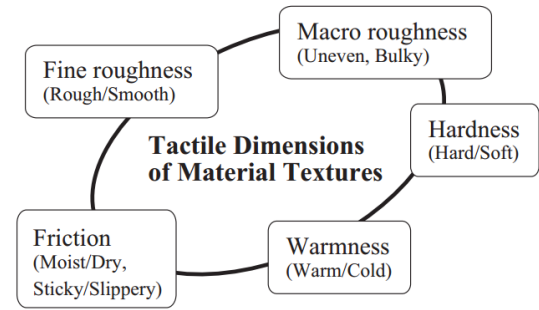 Macro roughness
(Uneven, Bulky)
Fine roughness
(Rough/Smooth)
Hardness
(Hard/Soft)
Tactile Dimensions
of Material Textures
Friction
(Moist/Dry,
Sticky/Slippery)
Warmness
(Warm/Cold)